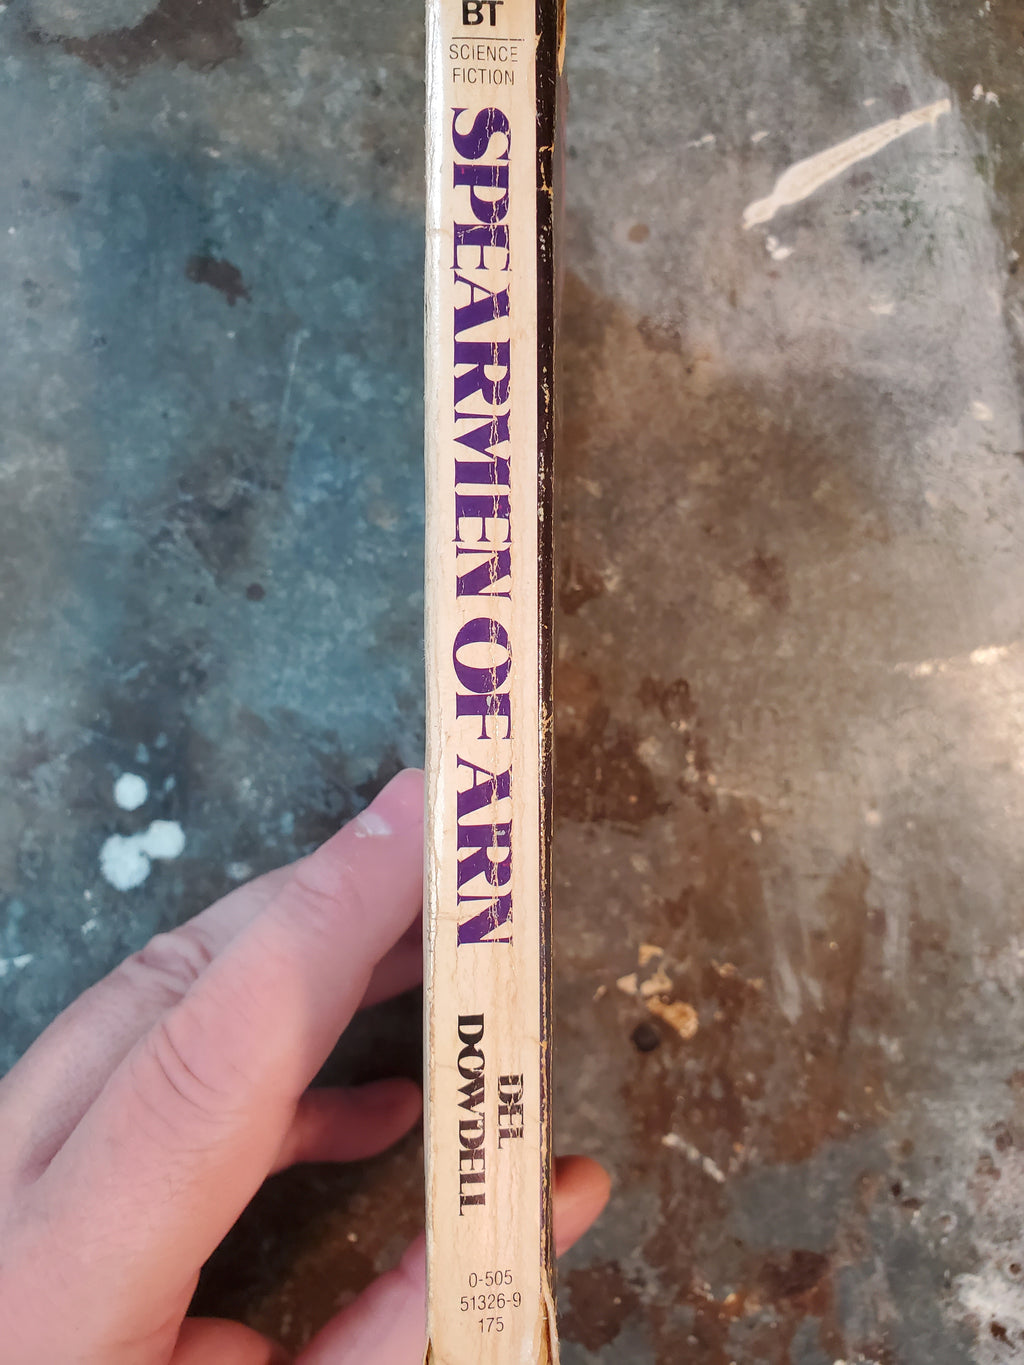 BT
SCIENCE
FICTION
SPEARMEN OF ARN
DEL
DOWDELL
0-505
51326-9
175